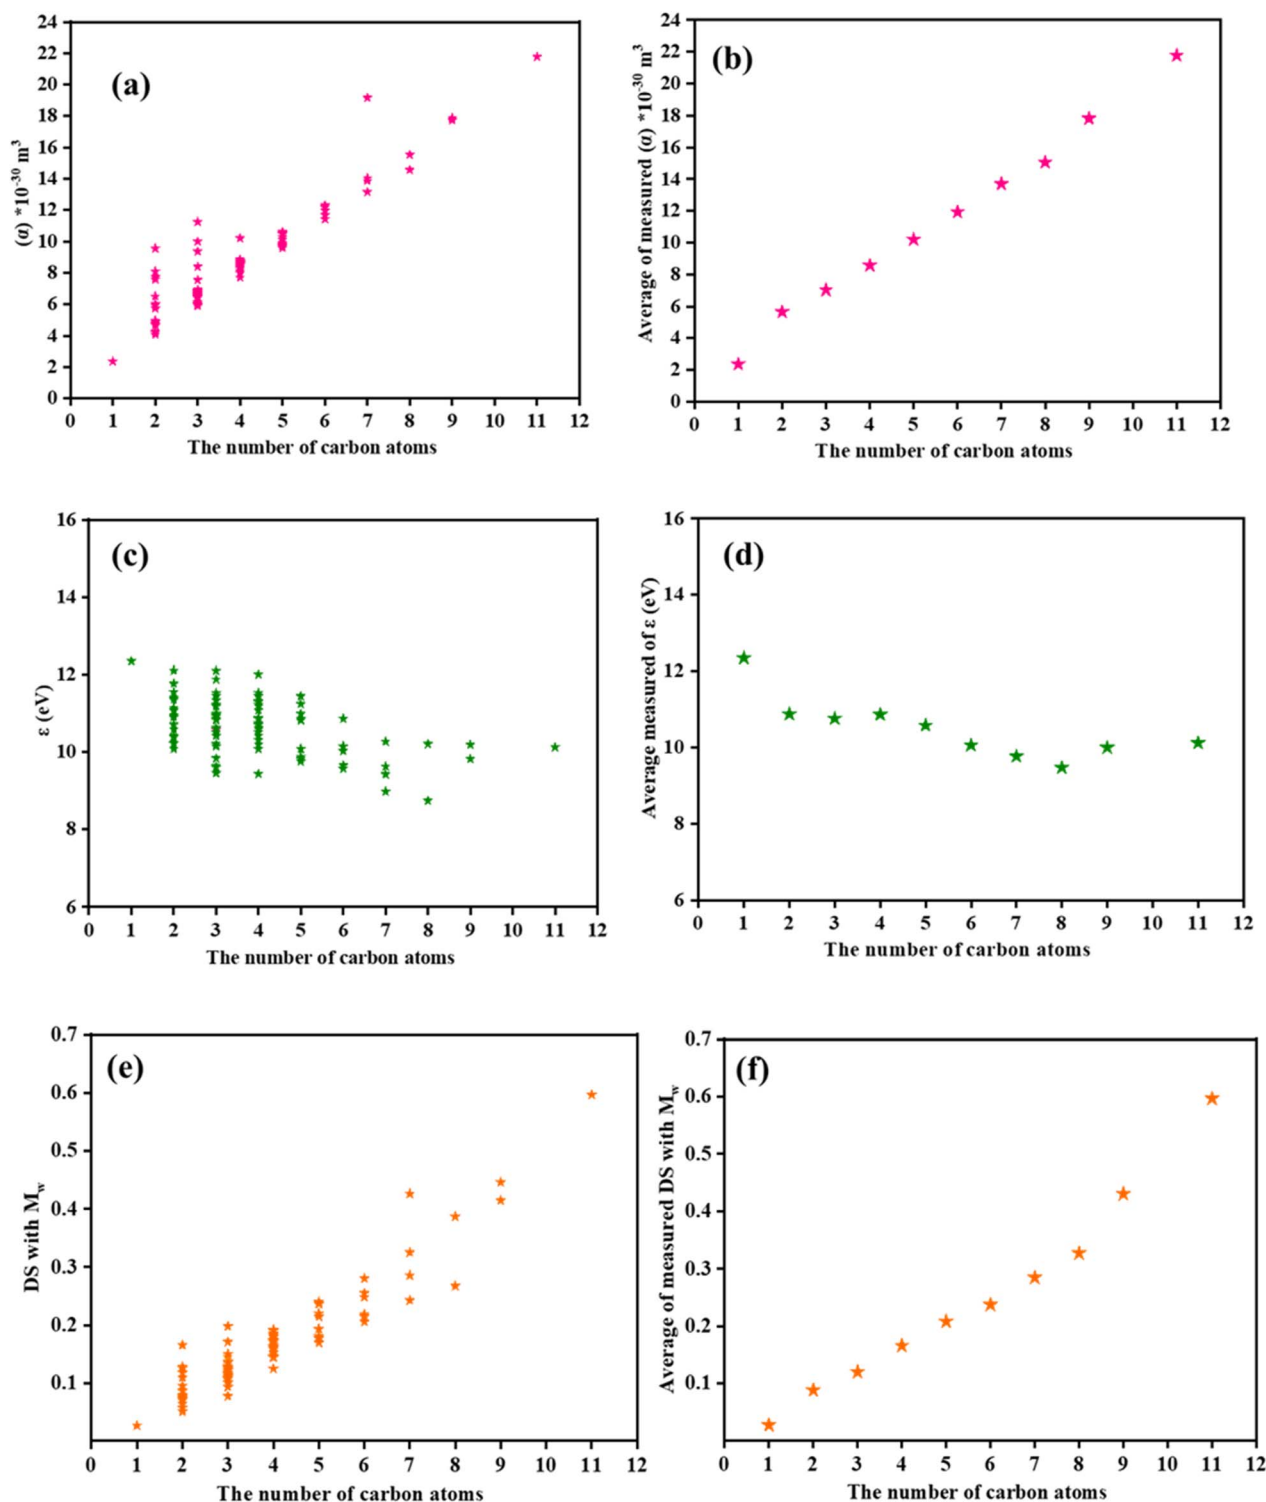 (a)
(α) *10⁻³⁰ m³
24
22
20
18
16
14
12
10
8
6
4
2
0
0 1 2 3 4 5 6 7 8 9 10 11 12
The number of carbon atoms
(b)
Average of measured (α) *10⁻³⁰ m³
24
22
20
18
16
14
12
10
8
6
4
2
0
0 1 2 3 4 5 6 7 8 9 10 11 12
The number of carbon atoms
(c)
ε (eV)
16
14
12
10
8
6
0 1 2 3 4 5 6 7 8 9 10 11 12
The number of carbon atoms
(d)
Average measured of ε (eV)
16
14
12
10
8
6
0 1 2 3 4 5 6 7 8 9 10 11 12
The number of carbon atoms
(e)
DS with Mw
0.7
0.6
0.5
0.4
0.3
0.2
0.1
0 1 2 3 4 5 6 7 8 9 10 11 12
The number of carbon atoms
(f)
Average of measured DS with Mw
0.7
0.6
0.5
0.4
0.3
0.2
0.1
0 1 2 3 4 5 6 7 8 9 10 11 12
The number of carbon atoms